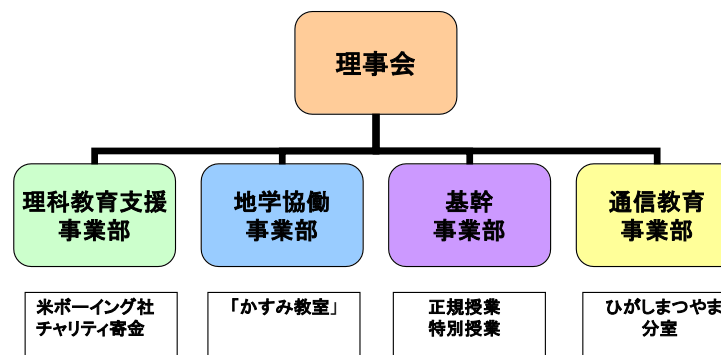 理事会
理科教育支援
事業部
地学協働
事業部
基幹
事業部
通信教育
事業部
米ボーイング社
チャリティ寄金
「かすみ教室」
正規授業
特別授業
ひがしまつやま
分室